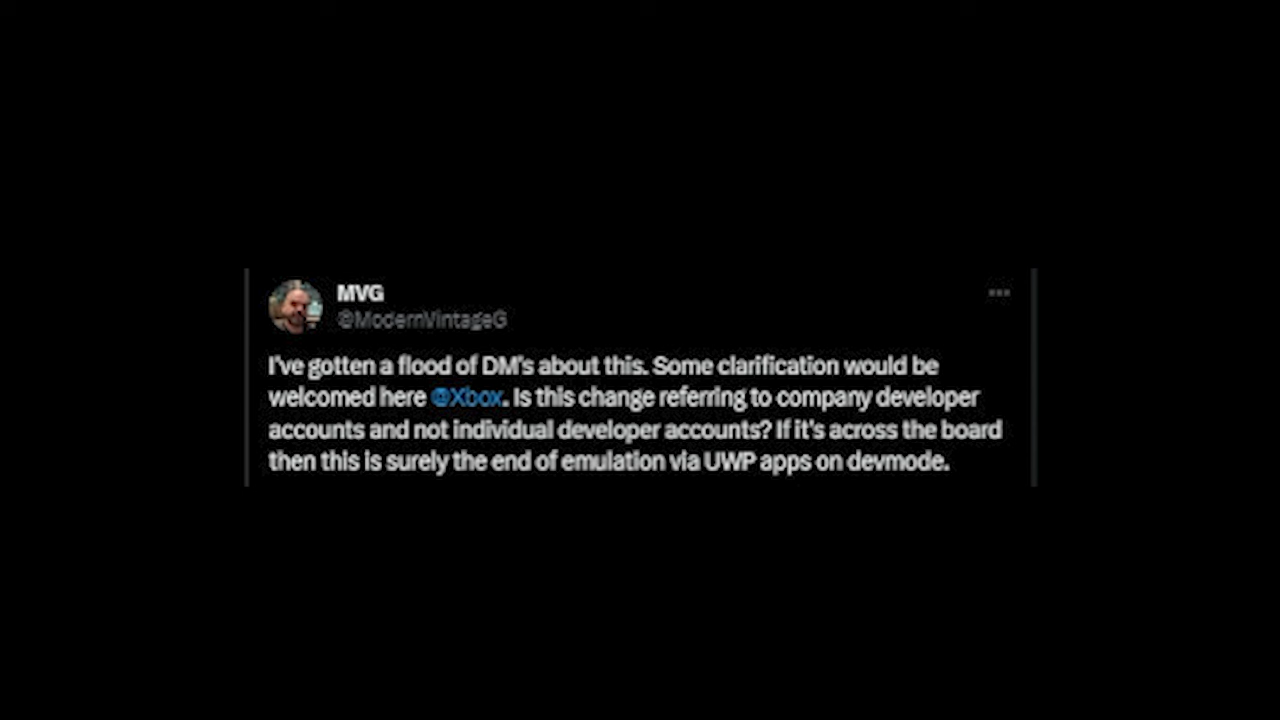 MVG
@ModernVintageG
I've gotten a flood of DM's about this. Some clarification would be
welcomed here @Xbox. Is this change referring to company developer
accounts and not individual developer accounts? If it's across the board
then this is surely the end of emulation via UWP apps on devmode.